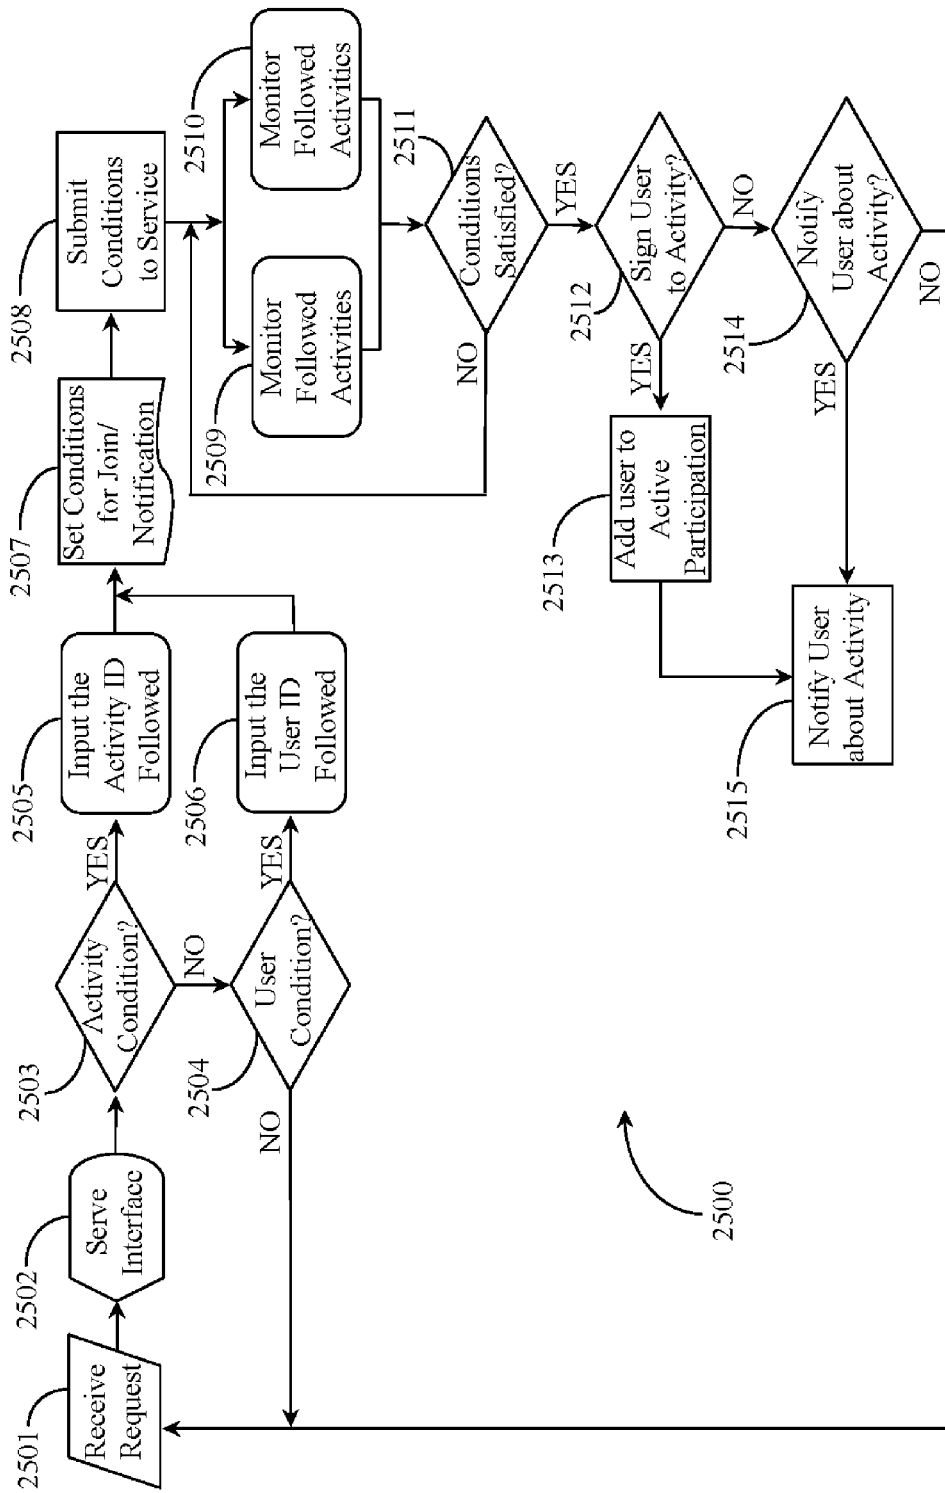 2501
Receive
Request
2502
Serve
Interface
2503
Activity
Condition?
YES
NO
2504
User
Condition?
YES
NO
2505
Input the
Activity ID
Followed
2506
Input the
User ID
Followed
2507
Set Conditions
for Join/
Notification
2508
Submit
Conditions
to Service
2509
Monitor
Followed
Activities
2510
Monitor
Followed
Activities
2511
Conditions
Satisfied?
NO
YES
2512
Sign User
to Activity?
YES
NO
2513
Add user to
Active
Participation
2514
Notify
User about
Activity?
YES
NO
2515
Notify User
about Activity
2500